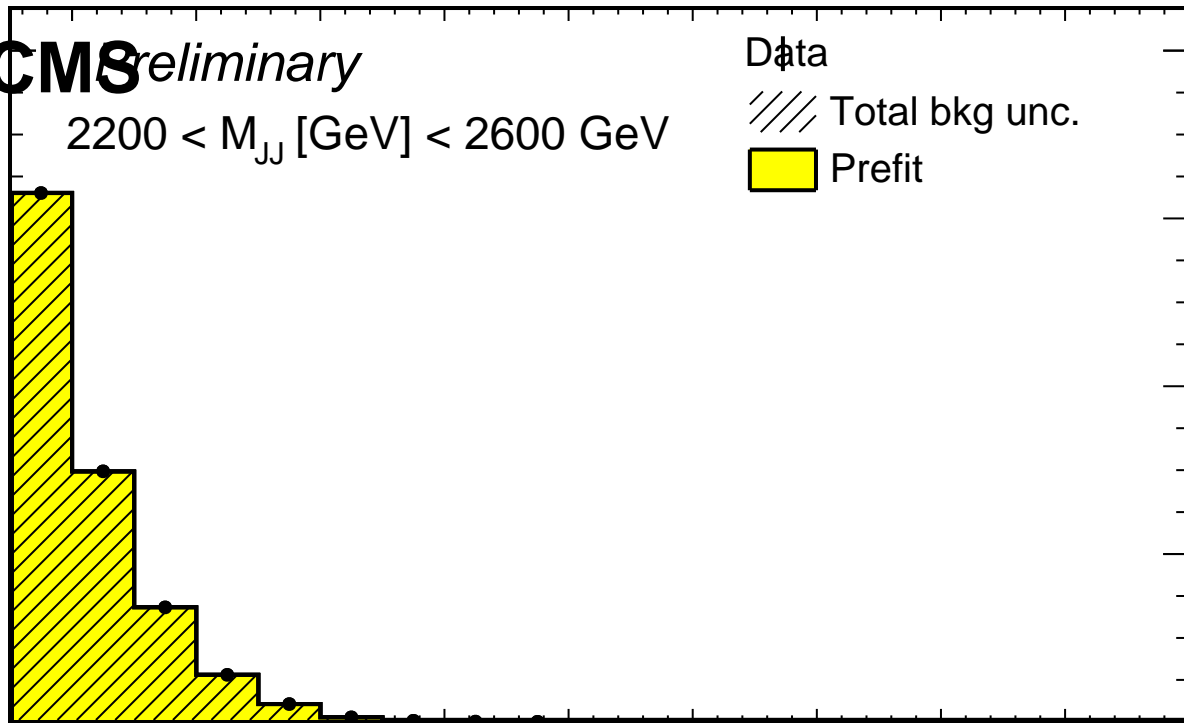 CMS Preliminary
2200 < M_JJ [GeV] < 2600 GeV
Data
Total bkg unc.
Prefit